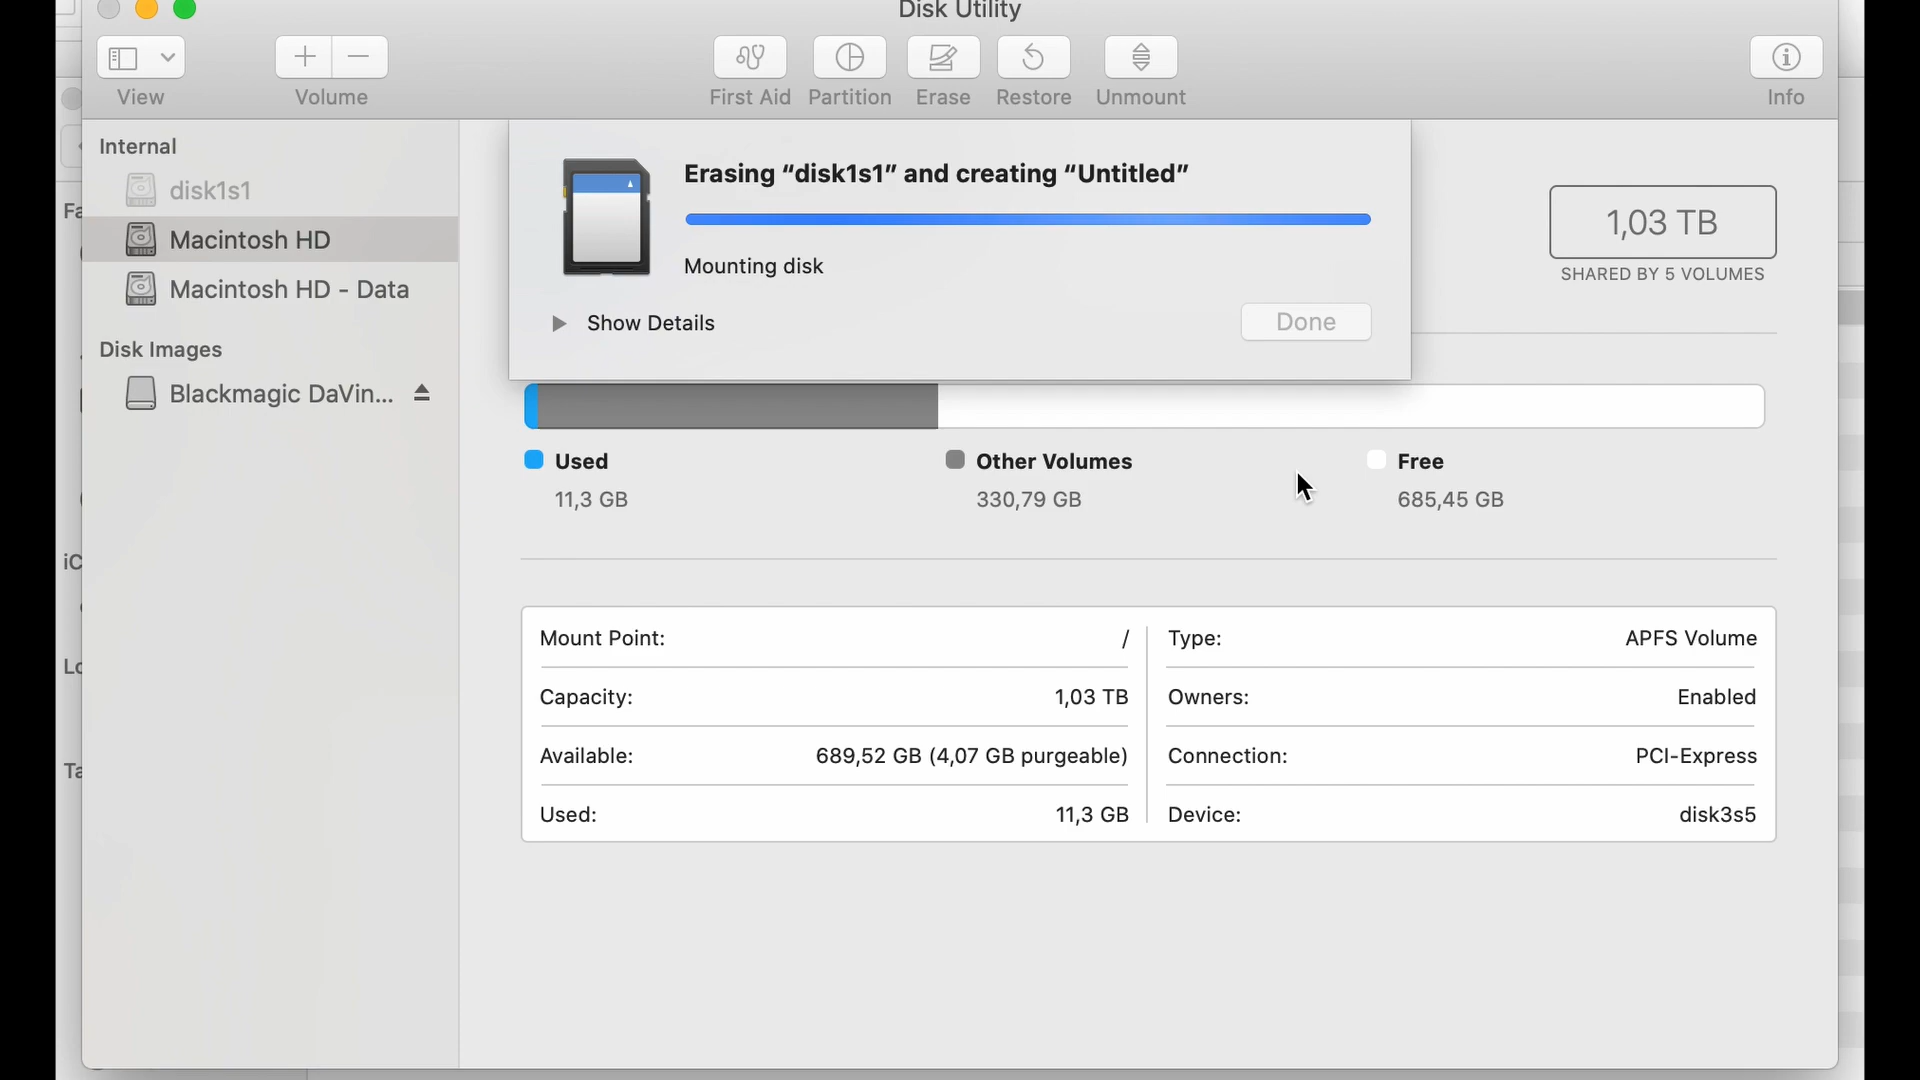 Disk Utility
View
Volume
First Aid
Partition
Erase
Restore
Unmount
Info
Internal
disk1s1
Macintosh HD
Macintosh HD - Data
Disk Images
Blackmagic DaVin...
Erasing “disk1s1” and creating “Untitled”
Mounting disk
Show Details
Done
1,03 TB
SHARED BY 5 VOLUMES
Used
11,3 GB
Other Volumes
330,79 GB
Free
685,45 GB
Mount Point: /
Capacity: 1,03 TB
Available: 689,52 GB (4,07 GB purgeable)
Used: 11,3 GB
Type: APFS Volume
Owners: Enabled
Connection: PCI-Express
Device: disk3s5
Fa
iC
Lo
Ta